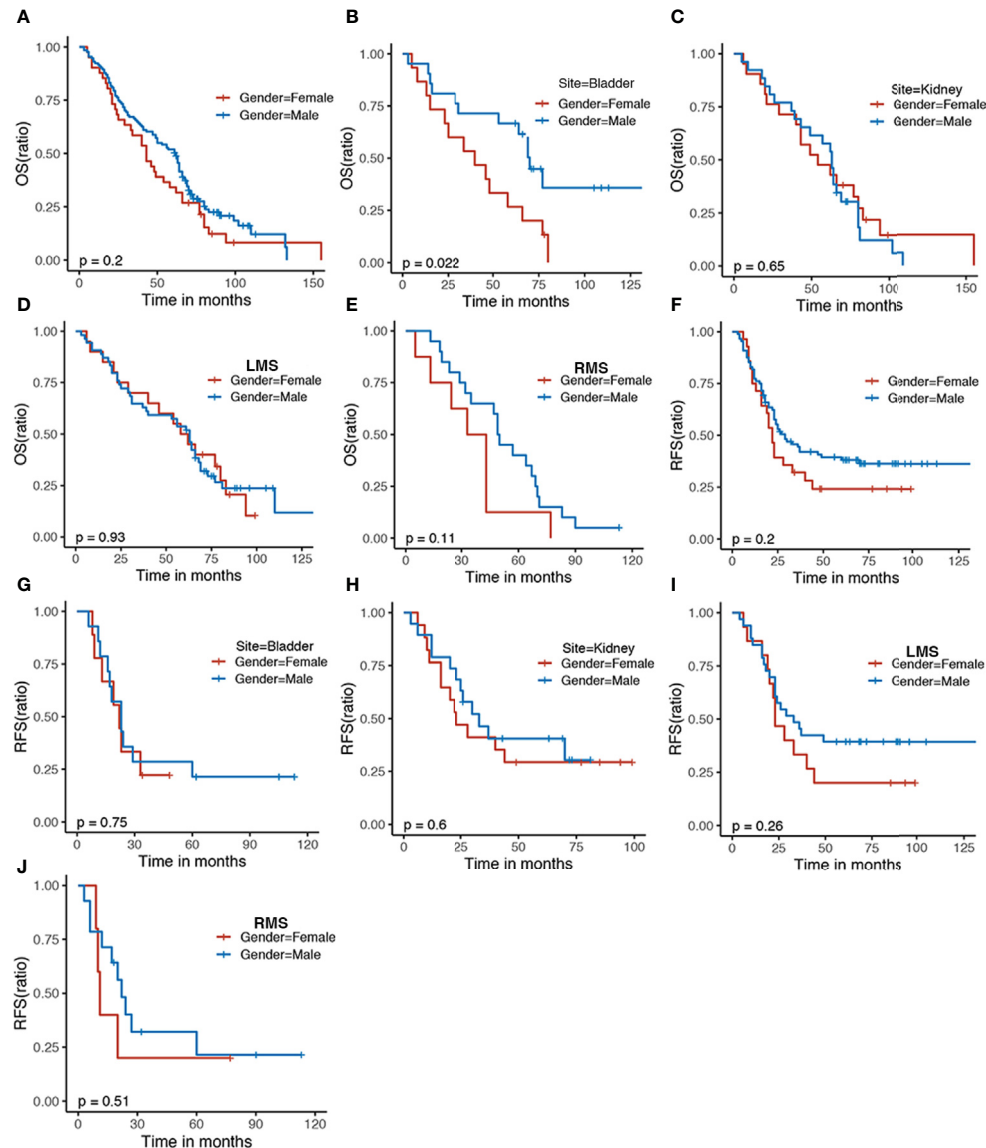 A
1.00
0.75
0.50
0.25
0.00
OS(ratio)
Gender=Female
Gender=Male
p = 0.2
0
50
100
150
Time in months
B
1.00
0.75
0.50
0.25
0.00
OS(ratio)
Site=Bladder
Gender=Female
Gender=Male
p = 0.022
0
25
50
75
100
125
Time in months
C
1.00
0.75
0.50
0.25
0.00
OS(ratio)
Site=Kidney
Gender=Female
Gender=Male
p = 0.65
0
50
100
150
Time in months
D
1.00
0.75
0.50
0.25
0.00
OS(ratio)
LMS
Gender=Female
Gender=Male
p = 0.93
0
25
50
75
100
125
Time in months
E
1.00
0.75
0.50
0.25
0.00
OS(ratio)
RMS
Gender=Female
Gender=Male
p = 0.11
0
30
60
90
120
Time in months
F
1.00
0.75
0.50
0.25
0.00
RFS(ratio)
Gender=Female
Gender=Male
p = 0.2
0
25
50
75
100
125
Time in months
G
1.00
0.75
0.50
0.25
0.00
RFS(ratio)
Site=Bladder
Gender=Female
Gender=Male
p = 0.75
0
30
60
90
120
Time in months
H
1.00
0.75
0.50
0.25
0.00
RFS(ratio)
Site=Kidney
Gender=Female
Gender=Male
p = 0.6
0
25
50
75
100
Time in months
I
1.00
0.75
0.50
0.25
0.00
RFS(ratio)
LMS
Gender=Female
Gender=Male
p = 0.26
0
25
50
75
100
125
Time in months
J
1.00
0.75
0.50
0.25
0.00
RFS(ratio)
RMS
Gender=Female
Gender=Male
p = 0.51
0
30
60
90
120
Time in months